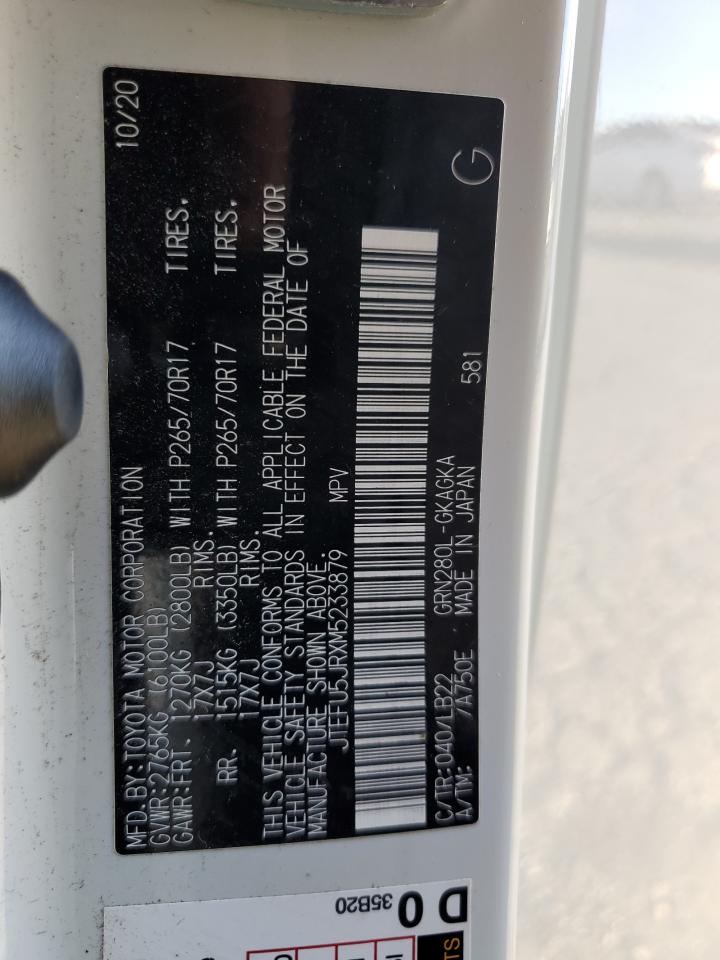 MFD.BY:TOYOTA MOTOR CORPORATION 10/20
GVWR:2765KG (6100LB)
GAWR:FRT. 1270KG (2800LB) WITH P265/70R17 TIRES.
17X7J RIMS.
RR. 1515KG (3350LB) WITH P265/70R17 TIRES.
17X7J RIMS.
THIS VEHICLE CONFORMS TO ALL APPLICABLE FEDERAL MOTOR
VEHICLE SAFETY STANDARDS IN EFFECT ON THE DATE OF
MANUFACTURE SHOWN ABOVE.
JTEFU5JRXM5233879 MPV
C/TR:040/LB22 GRN280L-GKAGKA
A/TM: /A750E MADE IN JAPAN 581
G
35B20
D 0
TS